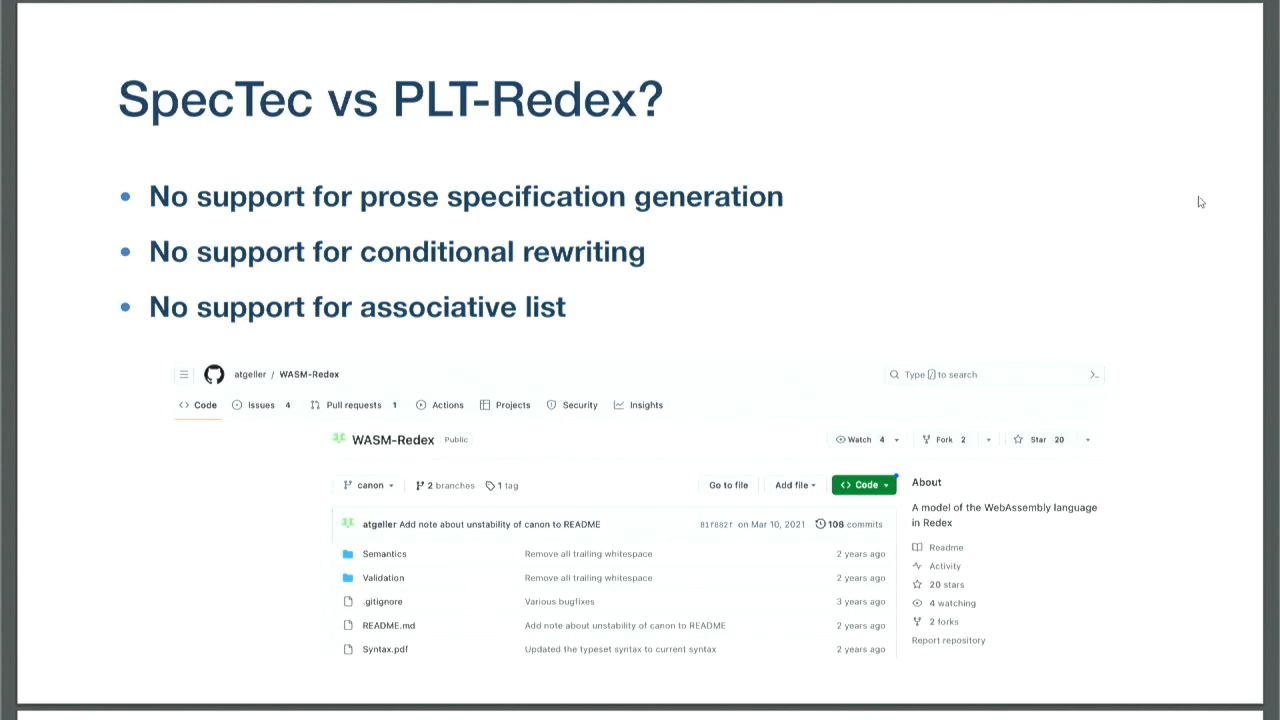 SpecTec vs PLT-Redex?
• No support for prose specification generation
• No support for conditional rewriting
• No support for associative list
atgeller / WASM-Redex
Type / to search
Code Issues 4 Pull requests 1 Actions Projects Security Insights
WASM-Redex Public
Watch 4 Fork 2 Star 20
canon 2 branches 1 tag
Go to file Add file Code
About
A model of the WebAssembly language
in Redex
atgeller Add note about unstability of canon to README 81f882f on Mar 10, 2021 108 commits
Semantics Remove all trailing whitespace 2 years ago
Validation Remove all trailing whitespace 2 years ago
.gitignore Various bugfixes 3 years ago
README.md Add note about unstability of canon to README 2 years ago
Syntax.pdf Updated the typeset syntax to current syntax 2 years ago
Readme
Activity
20 stars
4 watching
2 forks
Report repository